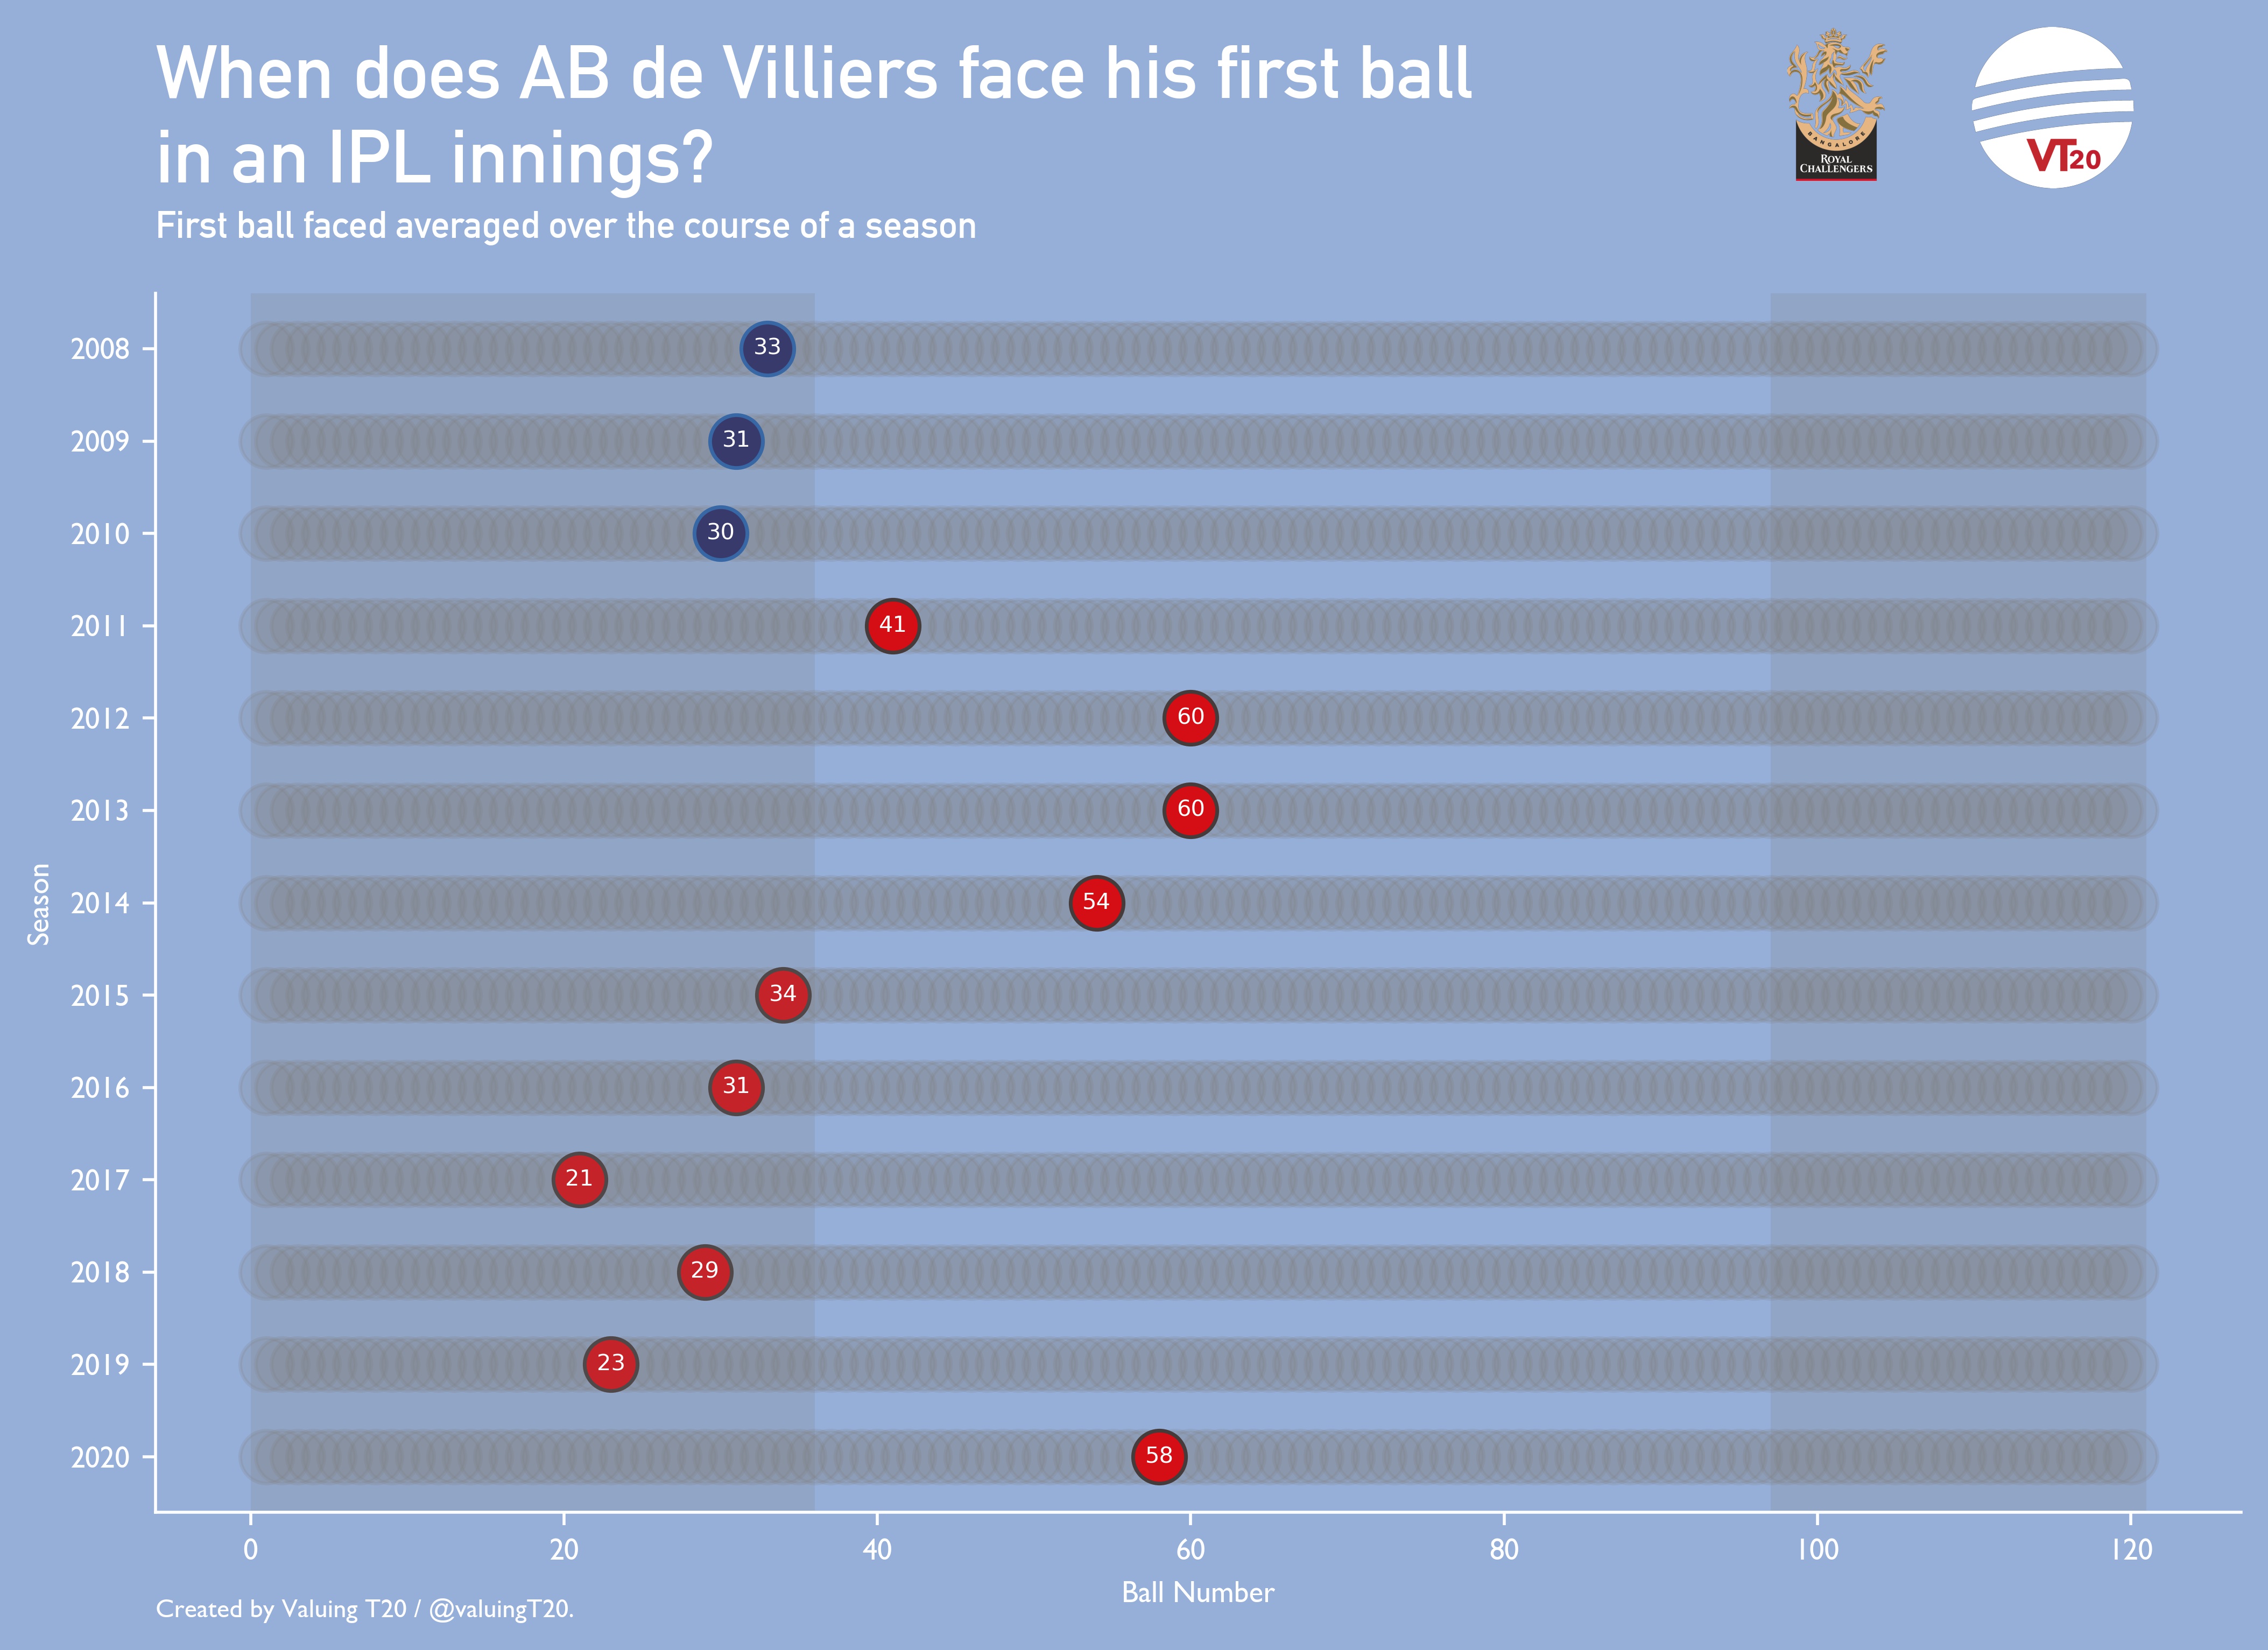 When does AB de Villiers face his first ball
in an IPL innings?
First ball faced averaged over the course of a season
BANGALORE
ROYAL
CHALLENGERS
VT20
2008
33
2009
31
2010
30
2011
41
2012
60
2013
60
2014
54
Season
2015
34
2016
31
2017
21
2018
29
2019
23
2020
58
0 20 40 60 80 100 120
Ball Number
Created by Valuing T20 / @valuingT20.